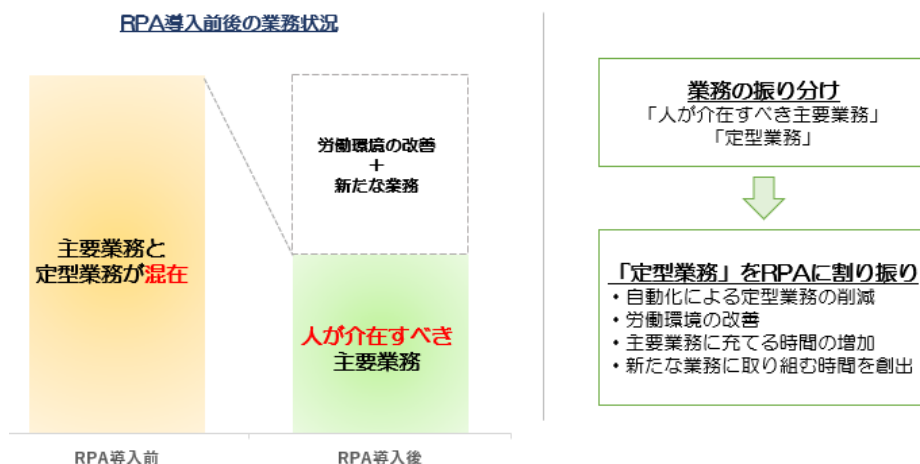 RPA導入前後の業務状況
労働環境の改善
+
新たな業務
主要業務と
定型業務が混在
人が介在すべき
主要業務
RPA導入前
RPA導入後
業務の振り分け
「人が介在すべき主要業務」
「定型業務」
「定型業務」をRPAに割り振り
・自動化による定型業務の削減
・労働環境の改善
・主要業務に充てる時間の増加
・新たな業務に取り組む時間を創出